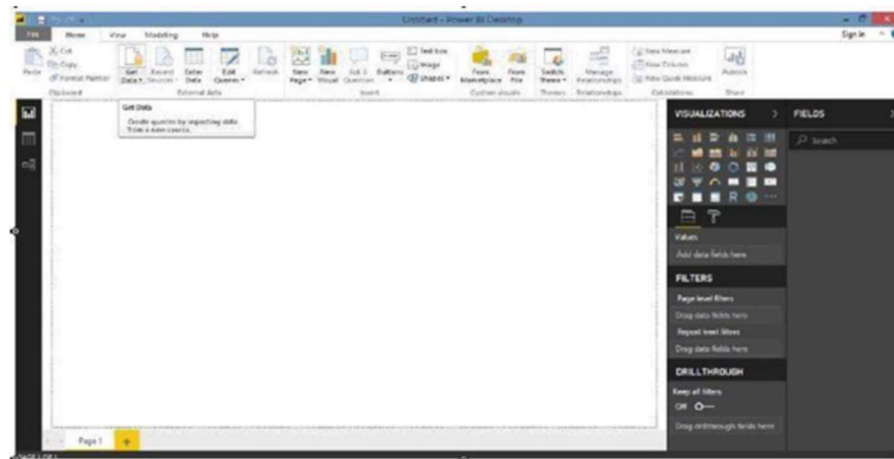 Untitled - Power BI Desktop
File Home View Modeling Help Sign in
Paste
Cut
Copy
Format Painter
Get Data
Recent Sources
Enter Data
Edit Queries
Refresh
New Page
New Visual
Ask A Question
Buttons
Text box
Image
Shapes
From Marketplace
From File
Switch Theme
Manage Relationships
New Measure
New Column
New Quick Measure
Publish
Clipboard External data Insert Custom visuals Themes Relationships Calculations Share
Get Data
Create queries by importing data
from a new source.
VISUALIZATIONS
FIELDS
Search
R
Values
Add data fields here
FILTERS
Page level filters
Drag data fields here
Report level filters
Drag data fields here
DRILLTHROUGH
Keep all filters
Off
Drag drillthrough fields here
Page 1
PAGE 1 OF 1